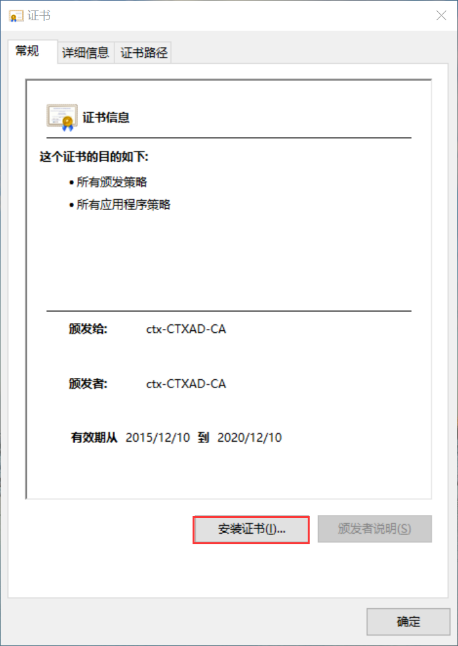 证书
常规 详细信息 证书路径
证书信息
这个证书的目的如下:
• 所有颁发策略
• 所有应用程序策略
颁发给: ctx-CTXAD-CA
颁发者: ctx-CTXAD-CA
有效期从 2015/12/10 到 2020/12/10
安装证书(I)... 颁发者说明(S)
确定